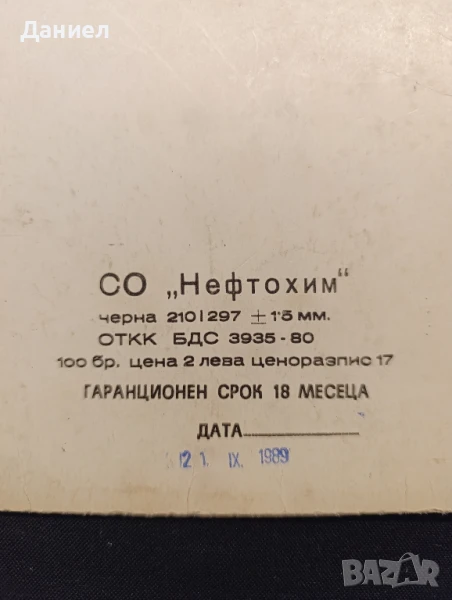 Даниел
СО „Нефтохим“
черна 210|297 ± 1·5 мм.
ОТКК БДС 3935-80
100 бр. цена 2 лева ценоразпис 17
ГАРАНЦИОНЕН СРОК 18 МЕСЕЦА
ДАТА
21. IX. 1989
BAZAR